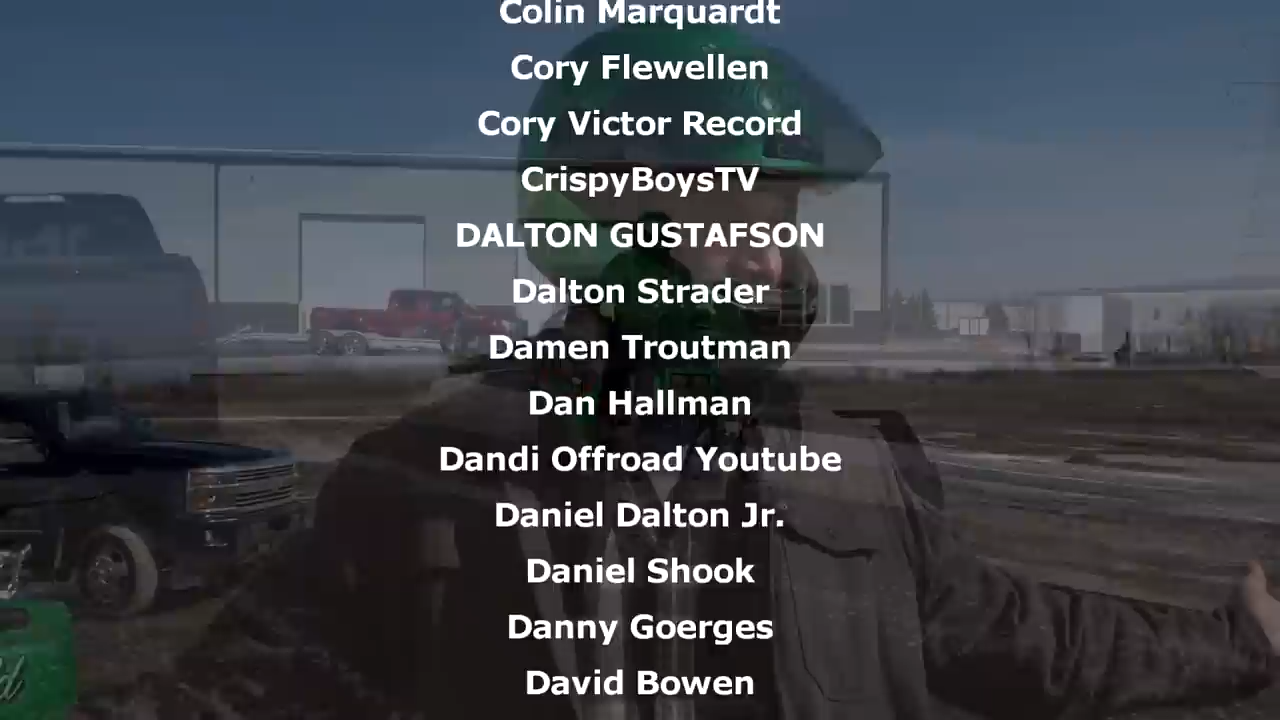 Colin Marquardt
Cory Flewellen
Cory Victor Record
CrispyBoysTV
DALTON GUSTAFSON
Dalton Strader
Damen Troutman
Dan Hallman
Dandi Offroad Youtube
Daniel Dalton Jr.
Daniel Shook
Danny Goerges
David Bowen